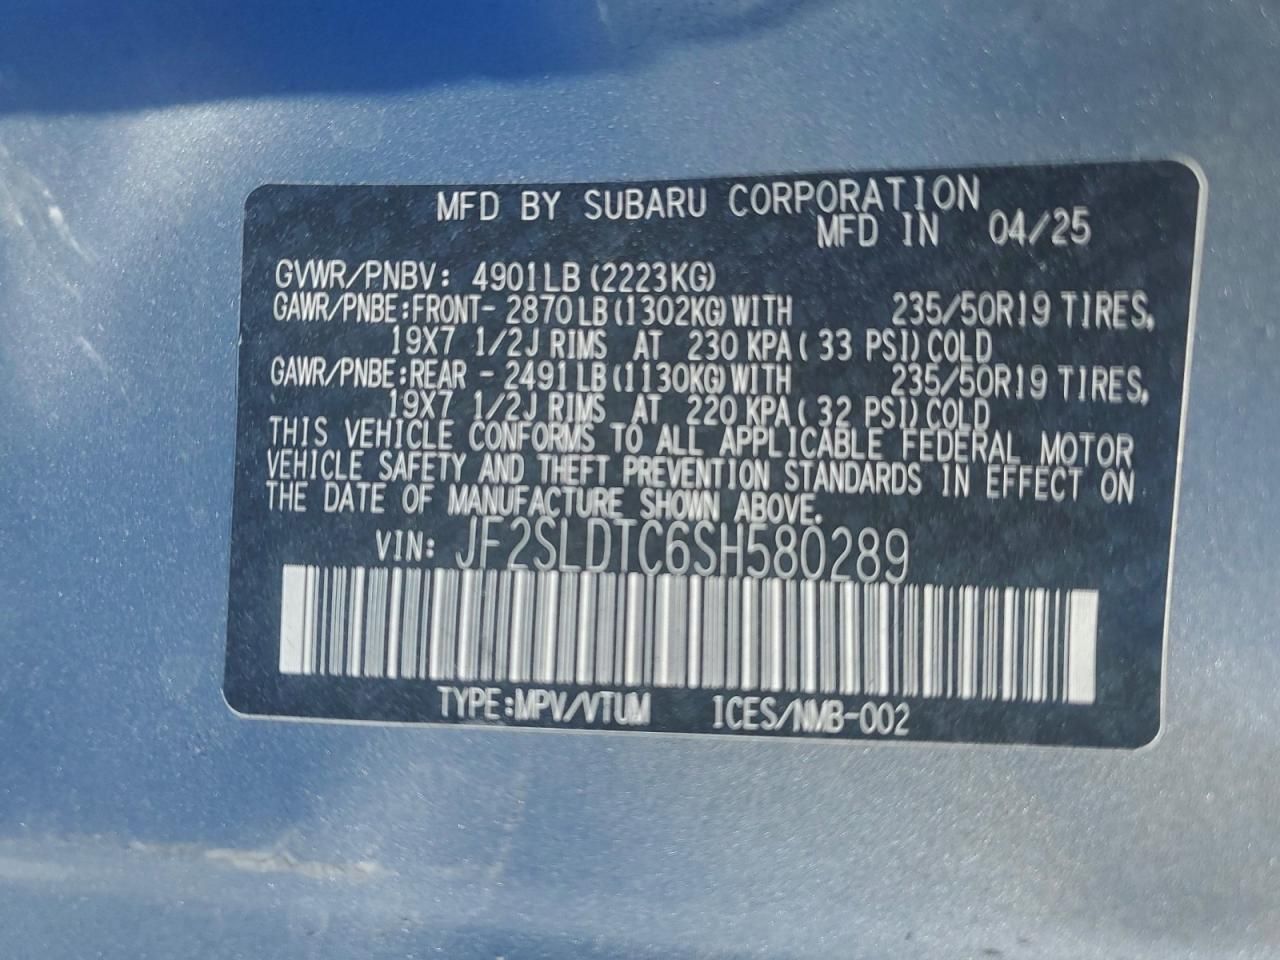 MFD BY SUBARU CORPORATION
MFD IN 04/25
GVWR/PNBV: 4901LB(2223KG)
GAWR/PNBE:FRONT- 2870LB(1302KG)WITH 235/50R19 TIRES,
19X7 1/2J RIMS AT 230 KPA( 33 PSI)COLD
GAWR/PNBE:REAR - 2491LB(1130KG)WITH 235/50R19 TIRES,
19X7 1/2J RIMS AT 220 KPA( 32 PSI)COLD
THIS VEHICLE CONFORMS TO ALL APPLICABLE FEDERAL MOTOR
VEHICLE SAFETY AND THEFT PREVENTION STANDARDS IN EFFECT ON
THE DATE OF MANUFACTURE SHOWN ABOVE.
VIN: JF2SLDTC6SH580289
TYPE:MPV/VTUM ICES/NMB-002